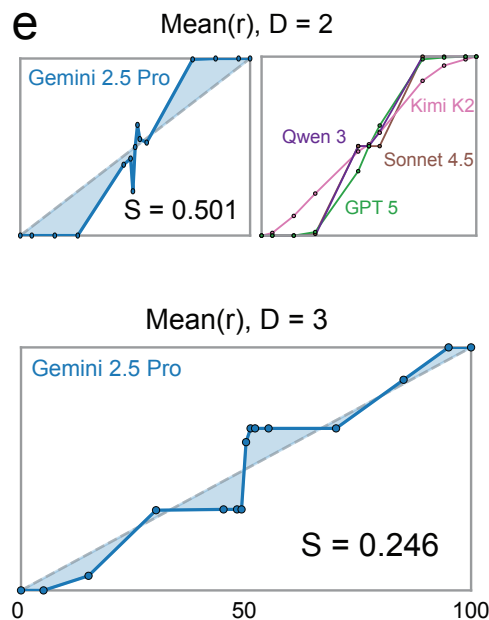 e
Mean(r), D = 2
Gemini 2.5 Pro
S = 0.501
Kimi K2
Qwen 3
Sonnet 4.5
GPT 5
Mean(r), D = 3
Gemini 2.5 Pro
S = 0.246
0 50 100